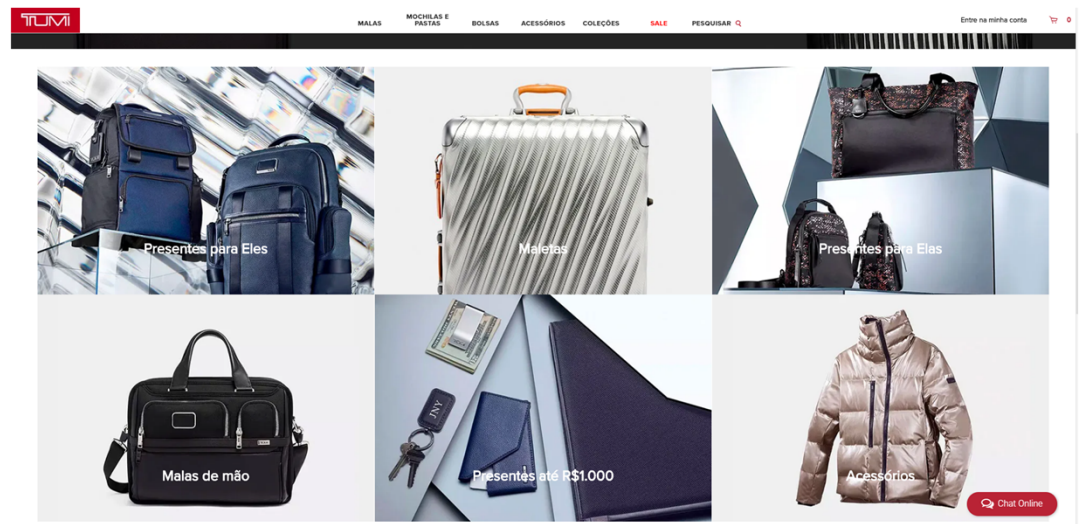 TUMI
MALAS
MOCHILAS E
PASTAS
BOLSAS
ACESSÓRIOS
COLEÇÕES
SALE
PESQUISAR
Entre na minha conta
0
Presentes para Eles
Maletas
Presentes para Elas
JNY
Malas de mão
Presentes até R$1.000
Acessórios
Chat Online